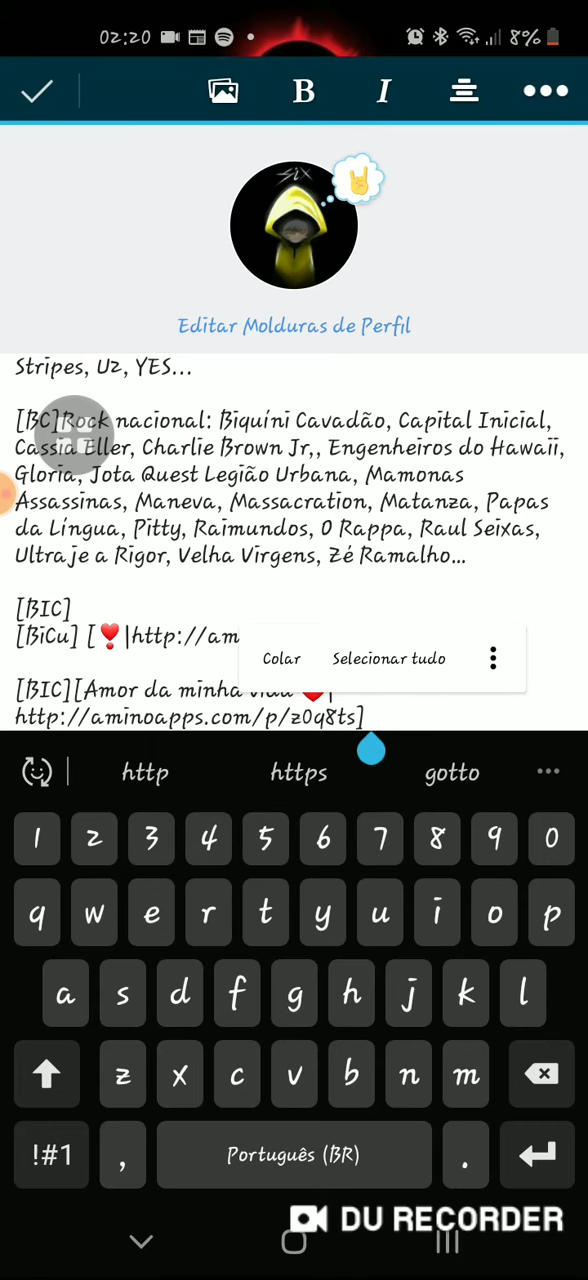 02:20
8%
B I
SIX
Editar Molduras de Perfil
Stripes, U2, YES...
[BC]Rock nacional: Biquíni Cavadão, Capital Inicial,
Cassia Eller, Charlie Brown Jr,, Engenheiros do Hawaii,
Gloria, Jota Quest Legião Urbana, Mamonas
Assassinas, Maneva, Massacration, Matanza, Papas
da Língua, Pitty, Raimundos, O Rappa, Raul Seixas,
Ultraje a Rigor, Velha Virgens, Zé Ramalho...
[BIC]
[BiCu] [❣️|http://am
Colar Selecionar tudo
[BIC][Amor da minha vida ❤️|
http://aminoapps.com/p/z0q8ts]
http https gotto
1 2 3 4 5 6 7 8 9 0
q w e r t y u i o p
a s d f g h j k l
z x c v b n m
!#1 , Português (BR) .
DU RECORDER